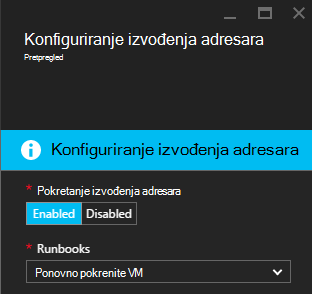 Konfiguriranje izvođenja adresara
Pretpregled
Konfiguriranje izvođenja adresara
* Pokretanje izvođenja adresara
Enabled Disabled
* Runbooks
Ponovno pokrenite VM